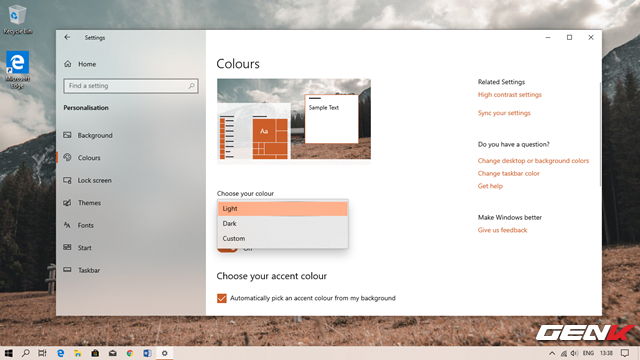 Recycle Bin
Microsoft
Edge
Settings
Home
Find a setting
Personalisation
Background
Colours
Lock screen
Themes
Fonts
Start
Taskbar
Colours
Sample Text
Aa
Choose your colour
Light
Dark
Custom
On
Choose your accent colour
Automatically pick an accent colour from my background
Related Settings
High contrast settings
Sync your settings
Do you have a question?
Change desktop or background colors
Change taskbar color
Get help
Make Windows better
Give us feedback
GENK
ENG
13:38